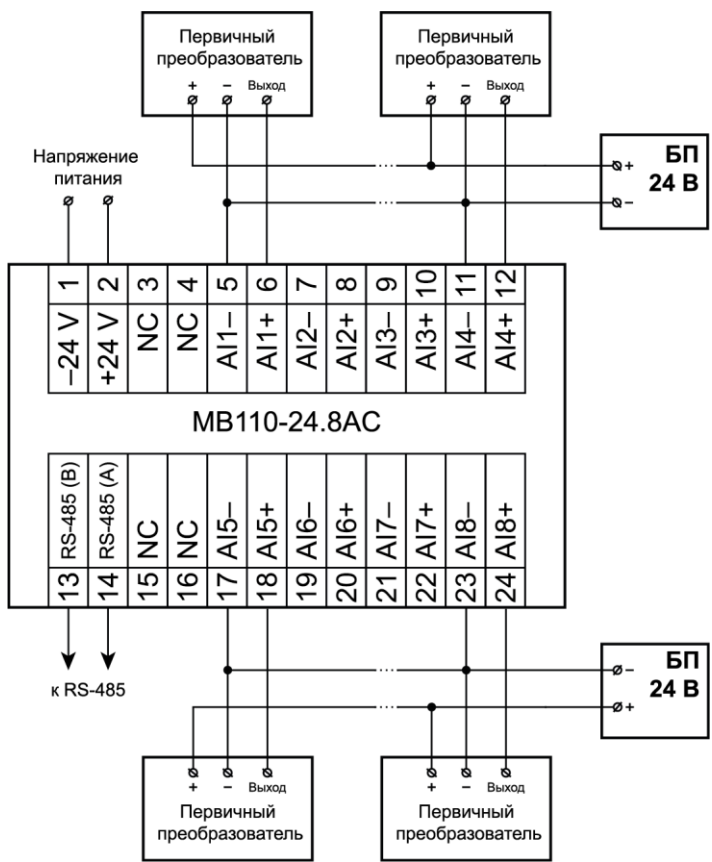 Первичный
преобразователь
+ – Выход
Первичный
преобразователь
+ – Выход
Напряжение
питания
БП
24 В
+
–
1 2 3 4 5 6 7 8 9 10 11 12
–24 V +24 V NC NC AI1– AI1+ AI2– AI2+ AI3– AI3+ AI4– AI4+
МВ110-24.8АС
RS-485 (B) RS-485 (A) NC NC AI5– AI5+ AI6– AI6+ AI7– AI7+ AI8– AI8+
13 14 15 16 17 18 19 20 21 22 23 24
к RS-485
БП
24 В
–
+
+ – Выход
Первичный
преобразователь
+ – Выход
Первичный
преобразователь